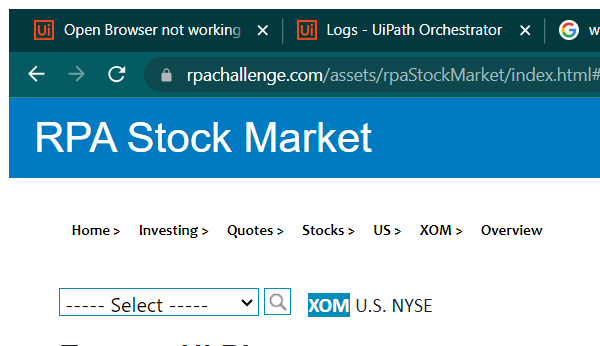 Ui Open Browser not working Ui Logs - UiPath Orchestrator G w
rpachallenge.com/assets/rpaStockMarket/index.html#
RPA Stock Market
Home > Investing > Quotes > Stocks > US > XOM > Overview
----- Select ----- XOM U.S. NYSE